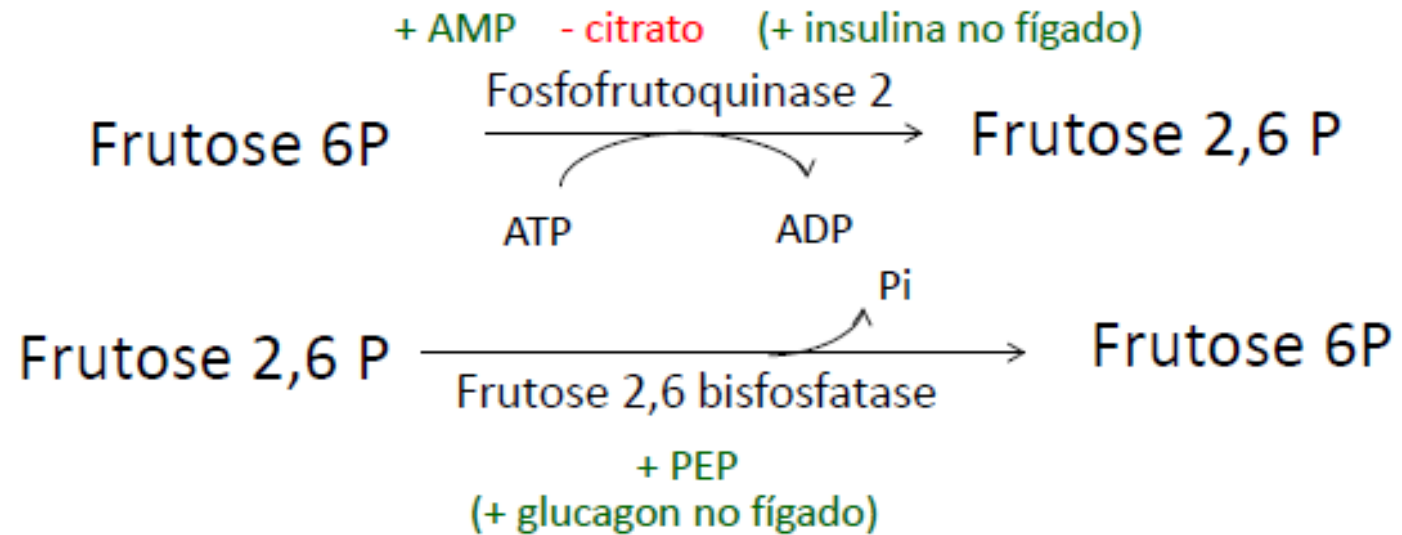 + AMP - citrato (+ insulina no fígado)
Fosfofrutoquinase 2
Frutose 6P Frutose 2,6 P
ATP ADP
Pi
Frutose 2,6 P Frutose 6P
Frutose 2,6 bisfosfatase
+ PEP
(+ glucagon no fígado)